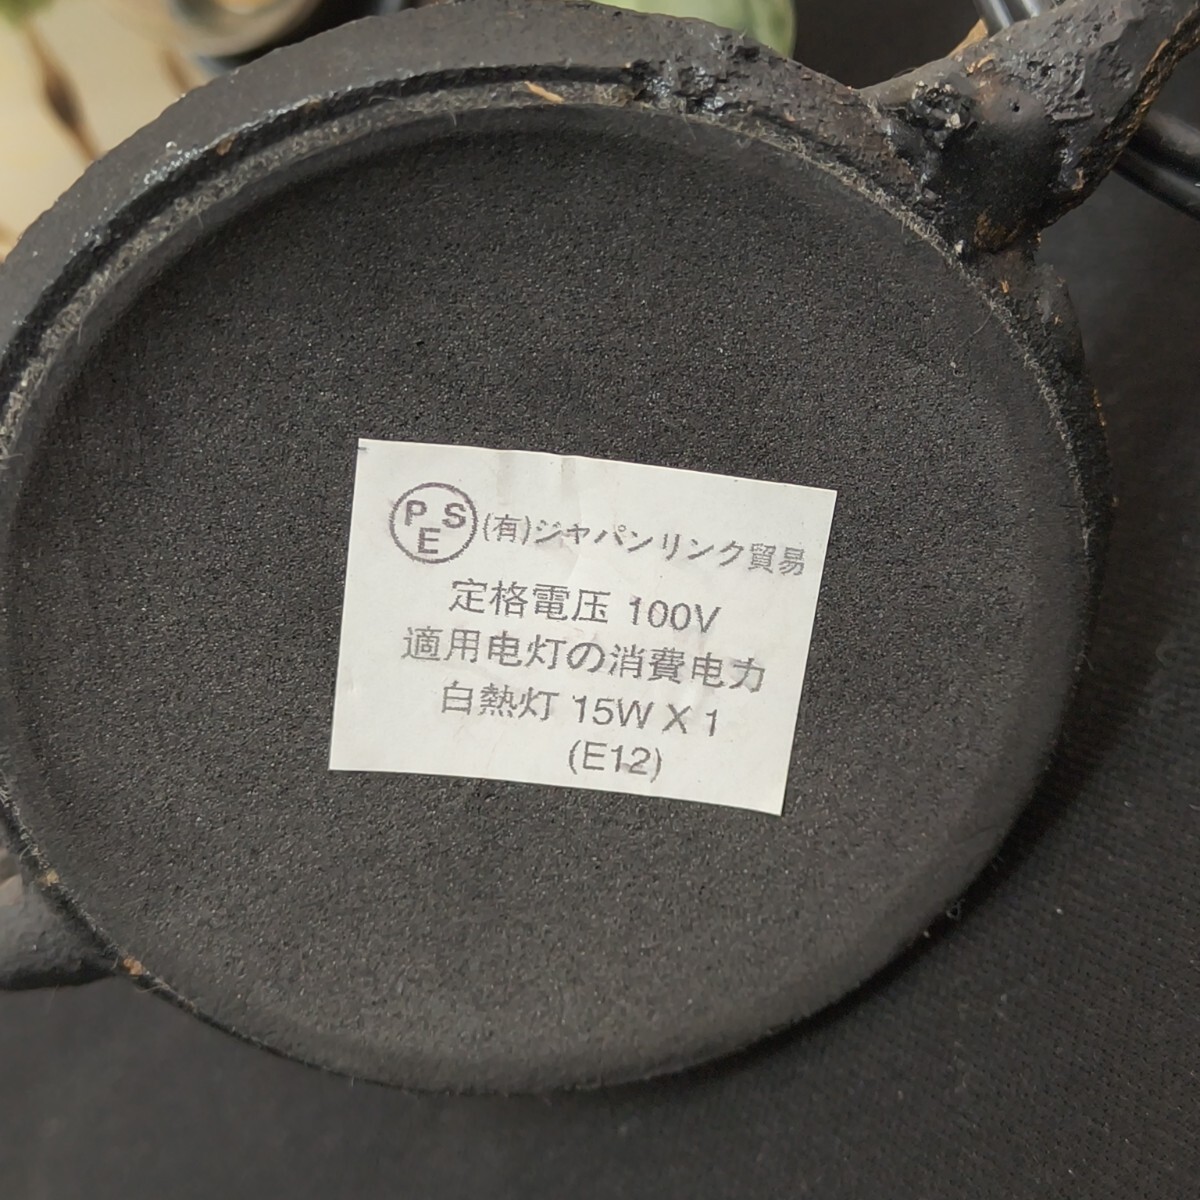 PSE (有)ジャパンリンク貿易
定格電圧 100V
適用电灯の消費电力
白熱灯 15W X 1
(E12)